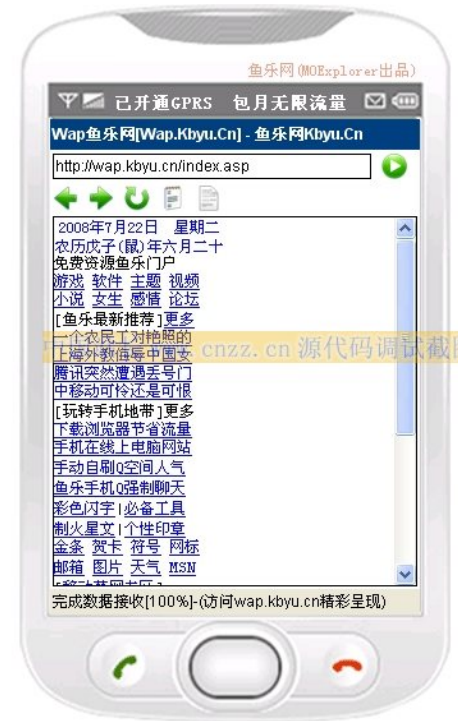 鱼乐网(MOExplorer出品)
已开通GPRS 包月无限流量
Wap鱼乐网[Wap.Kbyu.Cn] - 鱼乐网Kbyu.Cn
http://wap.kbyu.cn/index.asp
2008年7月22日 星期二
农历戊子(鼠)年六月二十
免费资源鱼乐门户
游戏 软件 主题 视频
小说 女生 感情 论坛
[鱼乐最新推荐]更多
一个农民工对艳照的
上海外教侮辱中国女
cnzz.cn 源代码调试截
腾讯突然遭遇丢号门
中移动可怜还是可恨
[玩转手机地带]更多
下载浏览器节省流量
手机在线上电脑网站
手动自刷Q空间人气
鱼乐手机Q强制聊天
彩色闪字|必备工具
制火星文|个性印章
金条 贺卡 符号 网标
邮箱 图片 天气 MSN
完成数据接收[100%]-(访问wap.kbyu.cn精彩呈现)